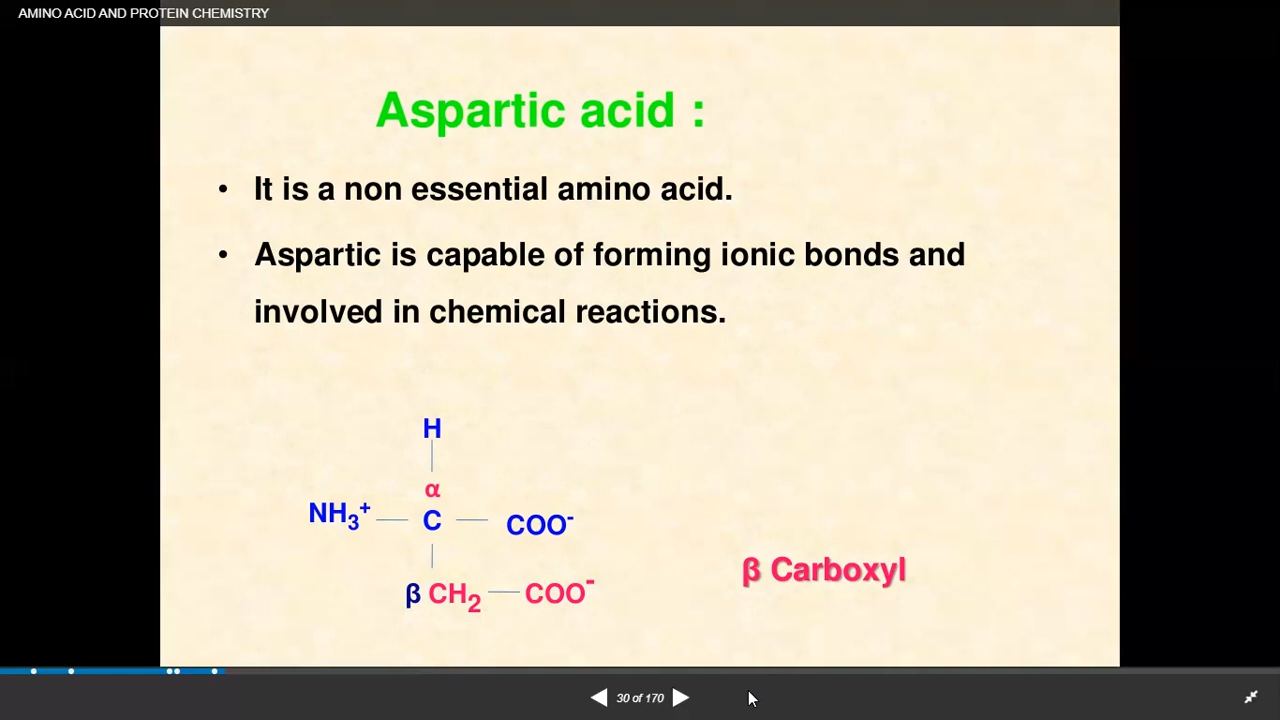 AMINO ACID AND PROTEIN CHEMISTRY
Aspartic acid :
• It is a non essential amino acid.
• Aspartic is capable of forming ionic bonds and
involved in chemical reactions.
H
α
NH₃⁺ C COO⁻
β CH₂ COO⁻
β Carboxyl
30 of 170